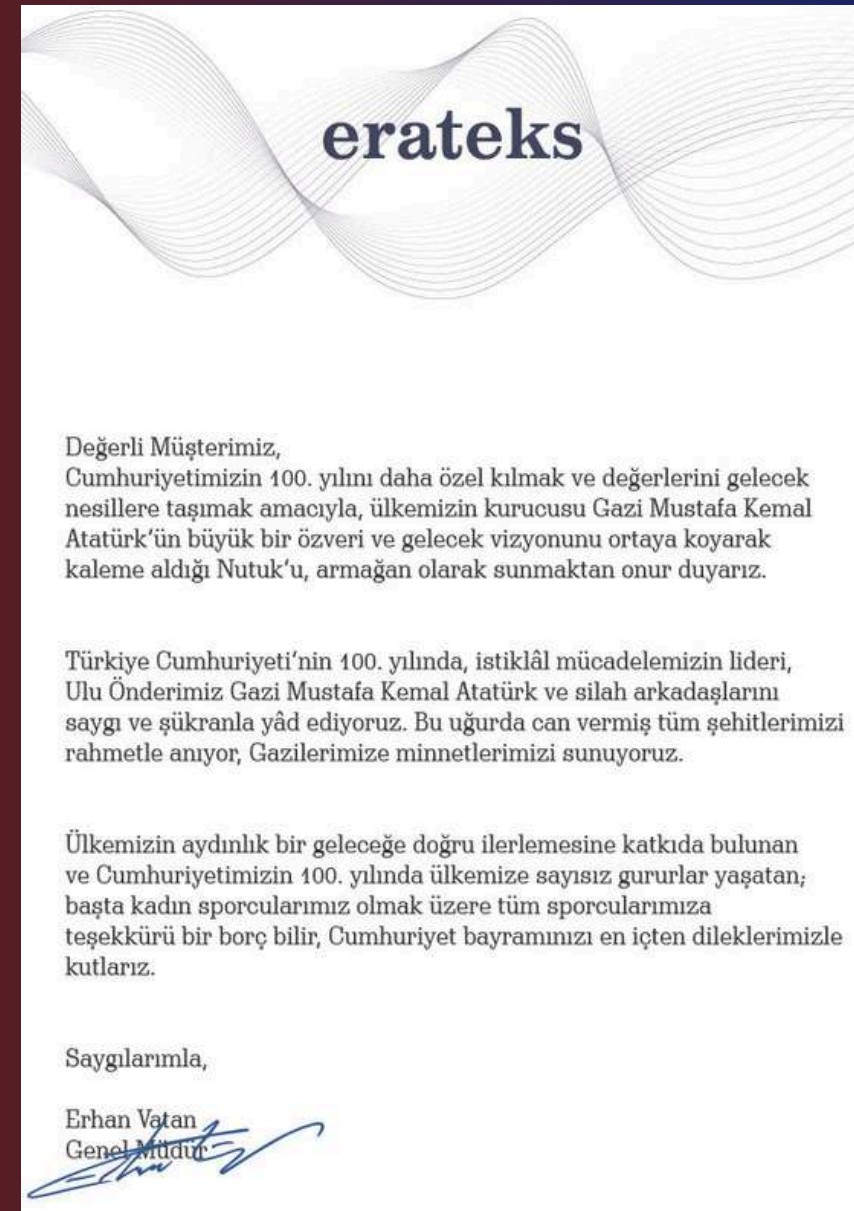 erateks
Değerli Müşterimiz,
Cumhuriyetimizin 100. yılını daha özel kılmak ve değerlerini gelecek
nesillere taşımak amacıyla, ülkemizin kurucusu Gazi Mustafa Kemal
Atatürk'ün büyük bir özveri ve gelecek vizyonunu ortaya koyarak
kaleme aldığı Nutuk'u, armağan olarak sunmaktan onur duyarız.
Türkiye Cumhuriyeti'nin 100. yılında, istiklâl mücadelemizin lideri,
Ulu Önderimiz Gazi Mustafa Kemal Atatürk ve silah arkadaşlarını
saygı ve şükranla yâd ediyoruz. Bu uğurda can vermiş tüm şehitlerimizi
rahmetle anıyor, Gazilerimize minnetlerimizi sunuyoruz.
Ülkemizin aydınlık bir geleceğe doğru ilerlemesine katkıda bulunan
ve Cumhuriyetimizin 100. yılında ülkemize sayısız gururlar yaşatan;
başta kadın sporcularımız olmak üzere tüm sporcularımıza
teşekkürü bir borç bilir, Cumhuriyet bayramınızı en içten dileklerimizle
kutlarız.
Saygılarımla,
Erhan Vatan
Genel Müdür